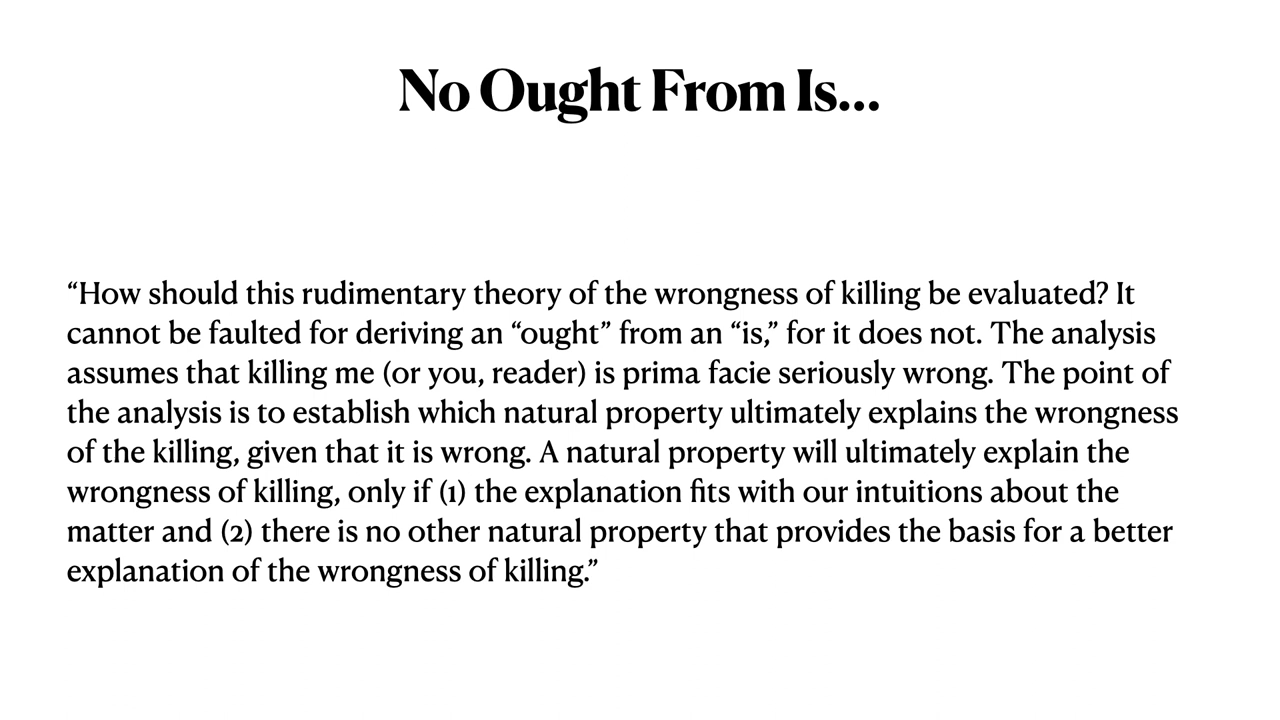 No Ought From Is...
“How should this rudimentary theory of the wrongness of killing be evaluated? It
cannot be faulted for deriving an “ought” from an “is,” for it does not. The analysis
assumes that killing me (or you, reader) is prima facie seriously wrong. The point of
the analysis is to establish which natural property ultimately explains the wrongness
of the killing, given that it is wrong. A natural property will ultimately explain the
wrongness of killing, only if (1) the explanation fits with our intuitions about the
matter and (2) there is no other natural property that provides the basis for a better
explanation of the wrongness of killing.”